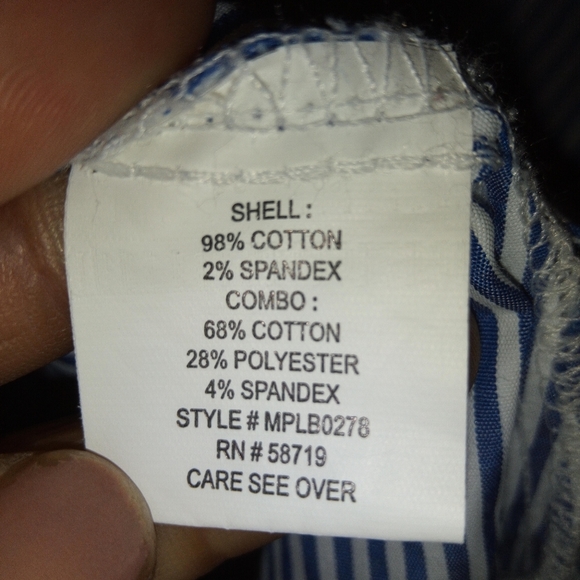 SHELL :
98% COTTON
2% SPANDEX
COMBO :
68% COTTON
28% POLYESTER
4% SPANDEX
STYLE # MPLB0278
RN # 58719
CARE SEE OVER